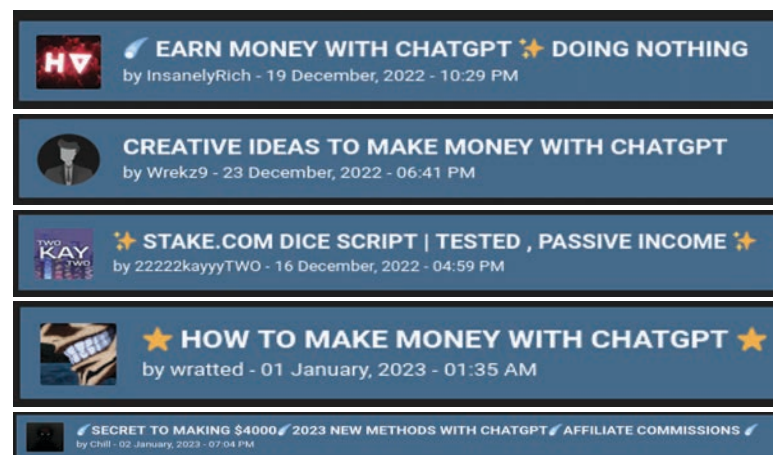 HV
☄️ EARN MONEY WITH CHATGPT ✨ DOING NOTHING
by InsanelyRich - 19 December, 2022 - 10:29 PM
CREATIVE IDEAS TO MAKE MONEY WITH CHATGPT
by Wrekz9 - 23 December, 2022 - 06:41 PM
TWO
KAY
TWO
✨ STAKE.COM DICE SCRIPT | TESTED , PASSIVE INCOME ✨
by 22222kayyyTWO - 16 December, 2022 - 04:59 PM
⭐ HOW TO MAKE MONEY WITH CHATGPT ⭐
by wratted - 01 January, 2023 - 01:35 AM
☄️SECRET TO MAKING $4000☄️2023 NEW METHODS WITH CHATGPT☄️AFFILIATE COMMISSIONS ☄️
by Chill - 02 January, 2023 - 07:04 PM